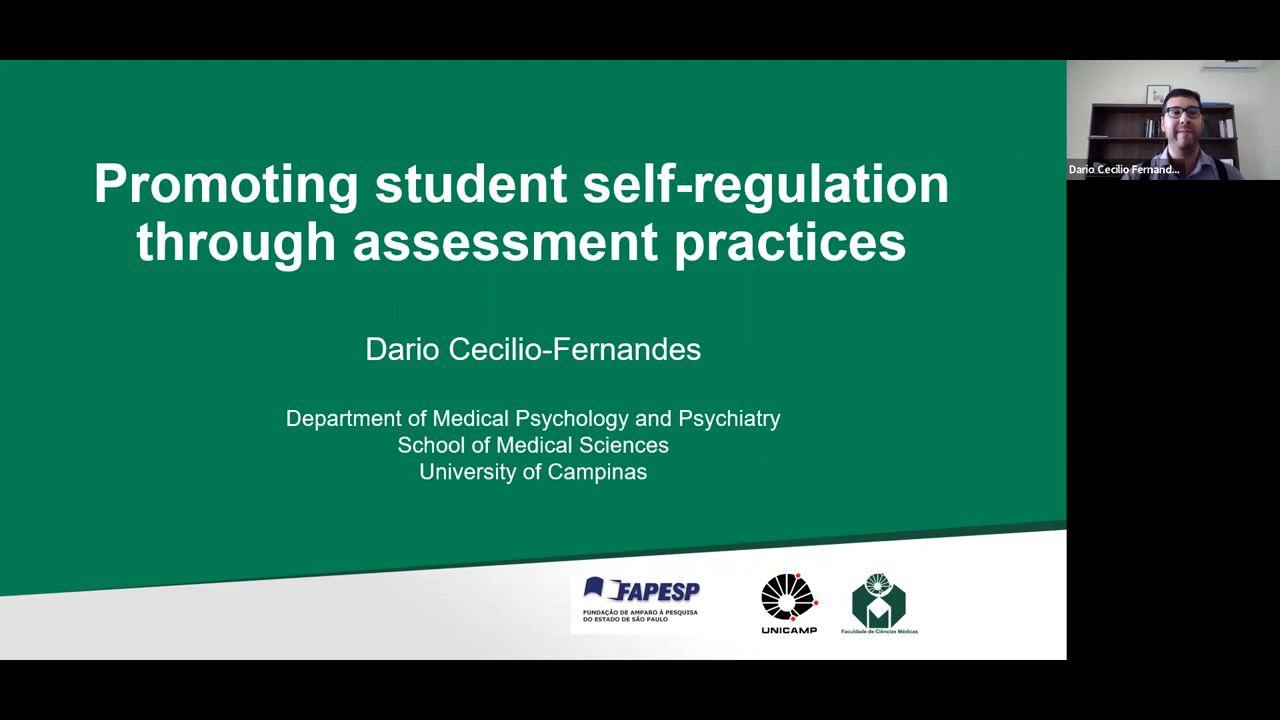 Promoting student self-regulation
through assessment practices
Dario Cecilio-Fernandes
Department of Medical Psychology and Psychiatry
School of Medical Sciences
University of Campinas
FAPESP
FUNDAÇÃO DE AMPARO À PESQUISA
DO ESTADO DE SÃO PAULO
UNICAMP
Faculdade de Ciências Médicas
Dario Cecilio Fernand...